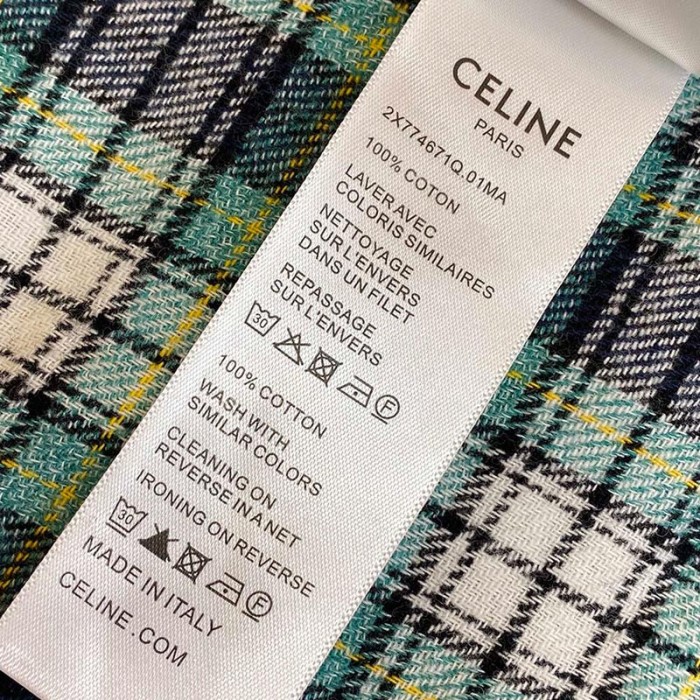 CELINE
PARIS
2X774671Q.01MA
100% COTON
LAVER AVEC
COLORIS SIMILAIRES
NETTOYAGE
SUR L'ENVERS
DANS UN FILET
REPASSAGE
SUR L'ENVERS
30 F
100% COTTON
WASH WITH
SIMILAR COLORS
CLEANING ON
REVERSE IN A NET
IRONING ON REVERSE
30 F
MADE IN ITALY
CELINE .COM